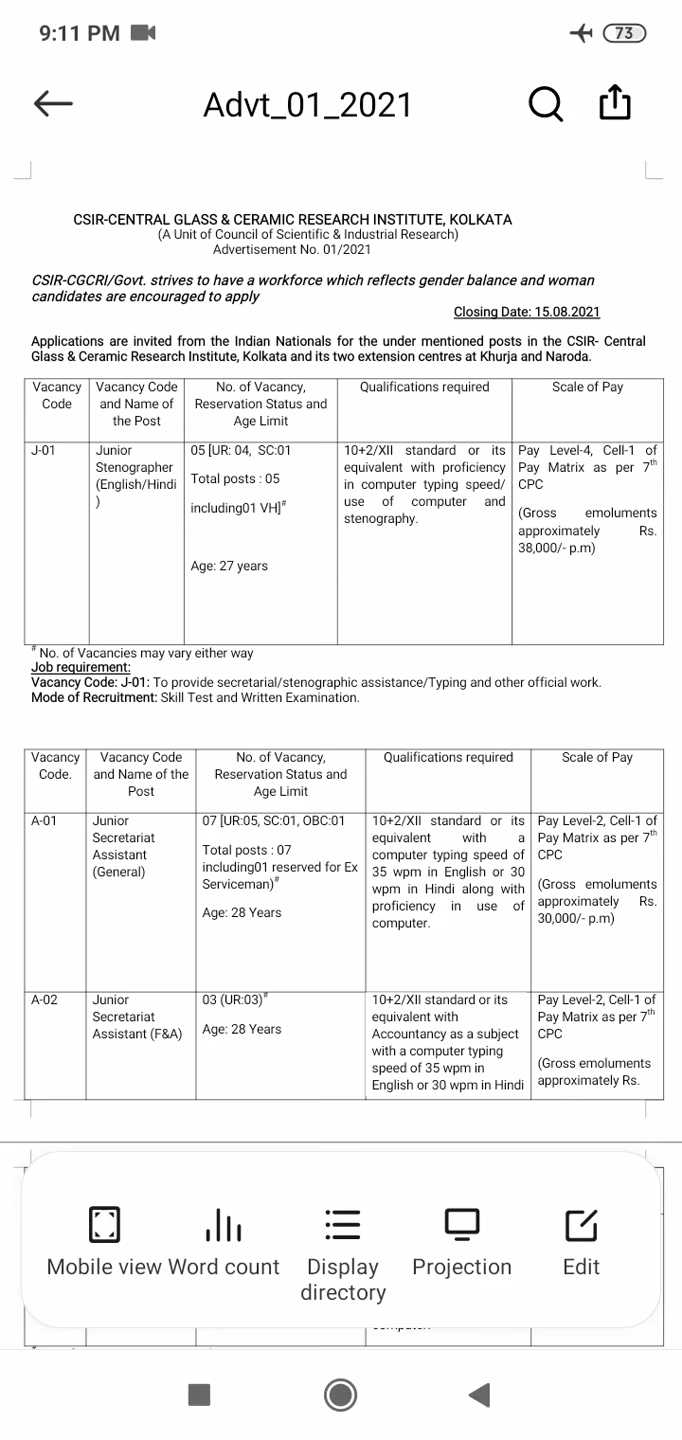 9:11 PM
73
Advt_01_2021
CSIR-CENTRAL GLASS & CERAMIC RESEARCH INSTITUTE, KOLKATA
(A Unit of Council of Scientific & Industrial Research)
Advertisement No. 01/2021
CSIR-CGCRI/Govt. strives to have a workforce which reflects gender balance and woman
candidates are encouraged to apply
Closing Date: 15.08.2021
Applications are invited from the Indian Nationals for the under mentioned posts in the CSIR- Central
Glass & Ceramic Research Institute, Kolkata and its two extension centres at Khurja and Naroda.
Vacancy
Code
Vacancy Code
and Name of
the Post
No. of Vacancy,
Reservation Status and
Age Limit
Qualifications required
Scale of Pay
J-01
Junior
Stenographer
(English/Hindi
)
05 [UR: 04, SC:01
Total posts : 05
including01 VH]#
Age: 27 years
10+2/XII standard or its
equivalent with proficiency
in computer typing speed/
use of computer and
stenography.
Pay Level-4, Cell-1 of
Pay Matrix as per 7th
CPC
(Gross emoluments
approximately Rs.
38,000/- p.m)
# No. of Vacancies may vary either way
Job requirement:
Vacancy Code: J-01: To provide secretarial/stenographic assistance/Typing and other official work.
Mode of Recruitment: Skill Test and Written Examination.
Vacancy
Code.
Vacancy Code
and Name of the
Post
No. of Vacancy,
Reservation Status and
Age Limit
Qualifications required
Scale of Pay
A-01
Junior
Secretariat
Assistant
(General)
07 [UR:05, SC:01, OBC:01
Total posts : 07
including01 reserved for Ex
Serviceman)#
Age: 28 Years
10+2/XII standard or its
equivalent with a
computer typing speed of
35 wpm in English or 30
wpm in Hindi along with
proficiency in use of
computer.
Pay Level-2, Cell-1 of
Pay Matrix as per 7th
CPC
(Gross emoluments
approximately Rs.
30,000/- p.m)
A-02
Junior
Secretariat
Assistant (F&A)
03 (UR:03)#
Age: 28 Years
10+2/XII standard or its
equivalent with
Accountancy as a subject
with a computer typing
speed of 35 wpm in
English or 30 wpm in Hindi
Pay Level-2, Cell-1 of
Pay Matrix as per 7th
CPC
(Gross emoluments
approximately Rs.
Mobile view
Word count
Display
directory
Projection
Edit